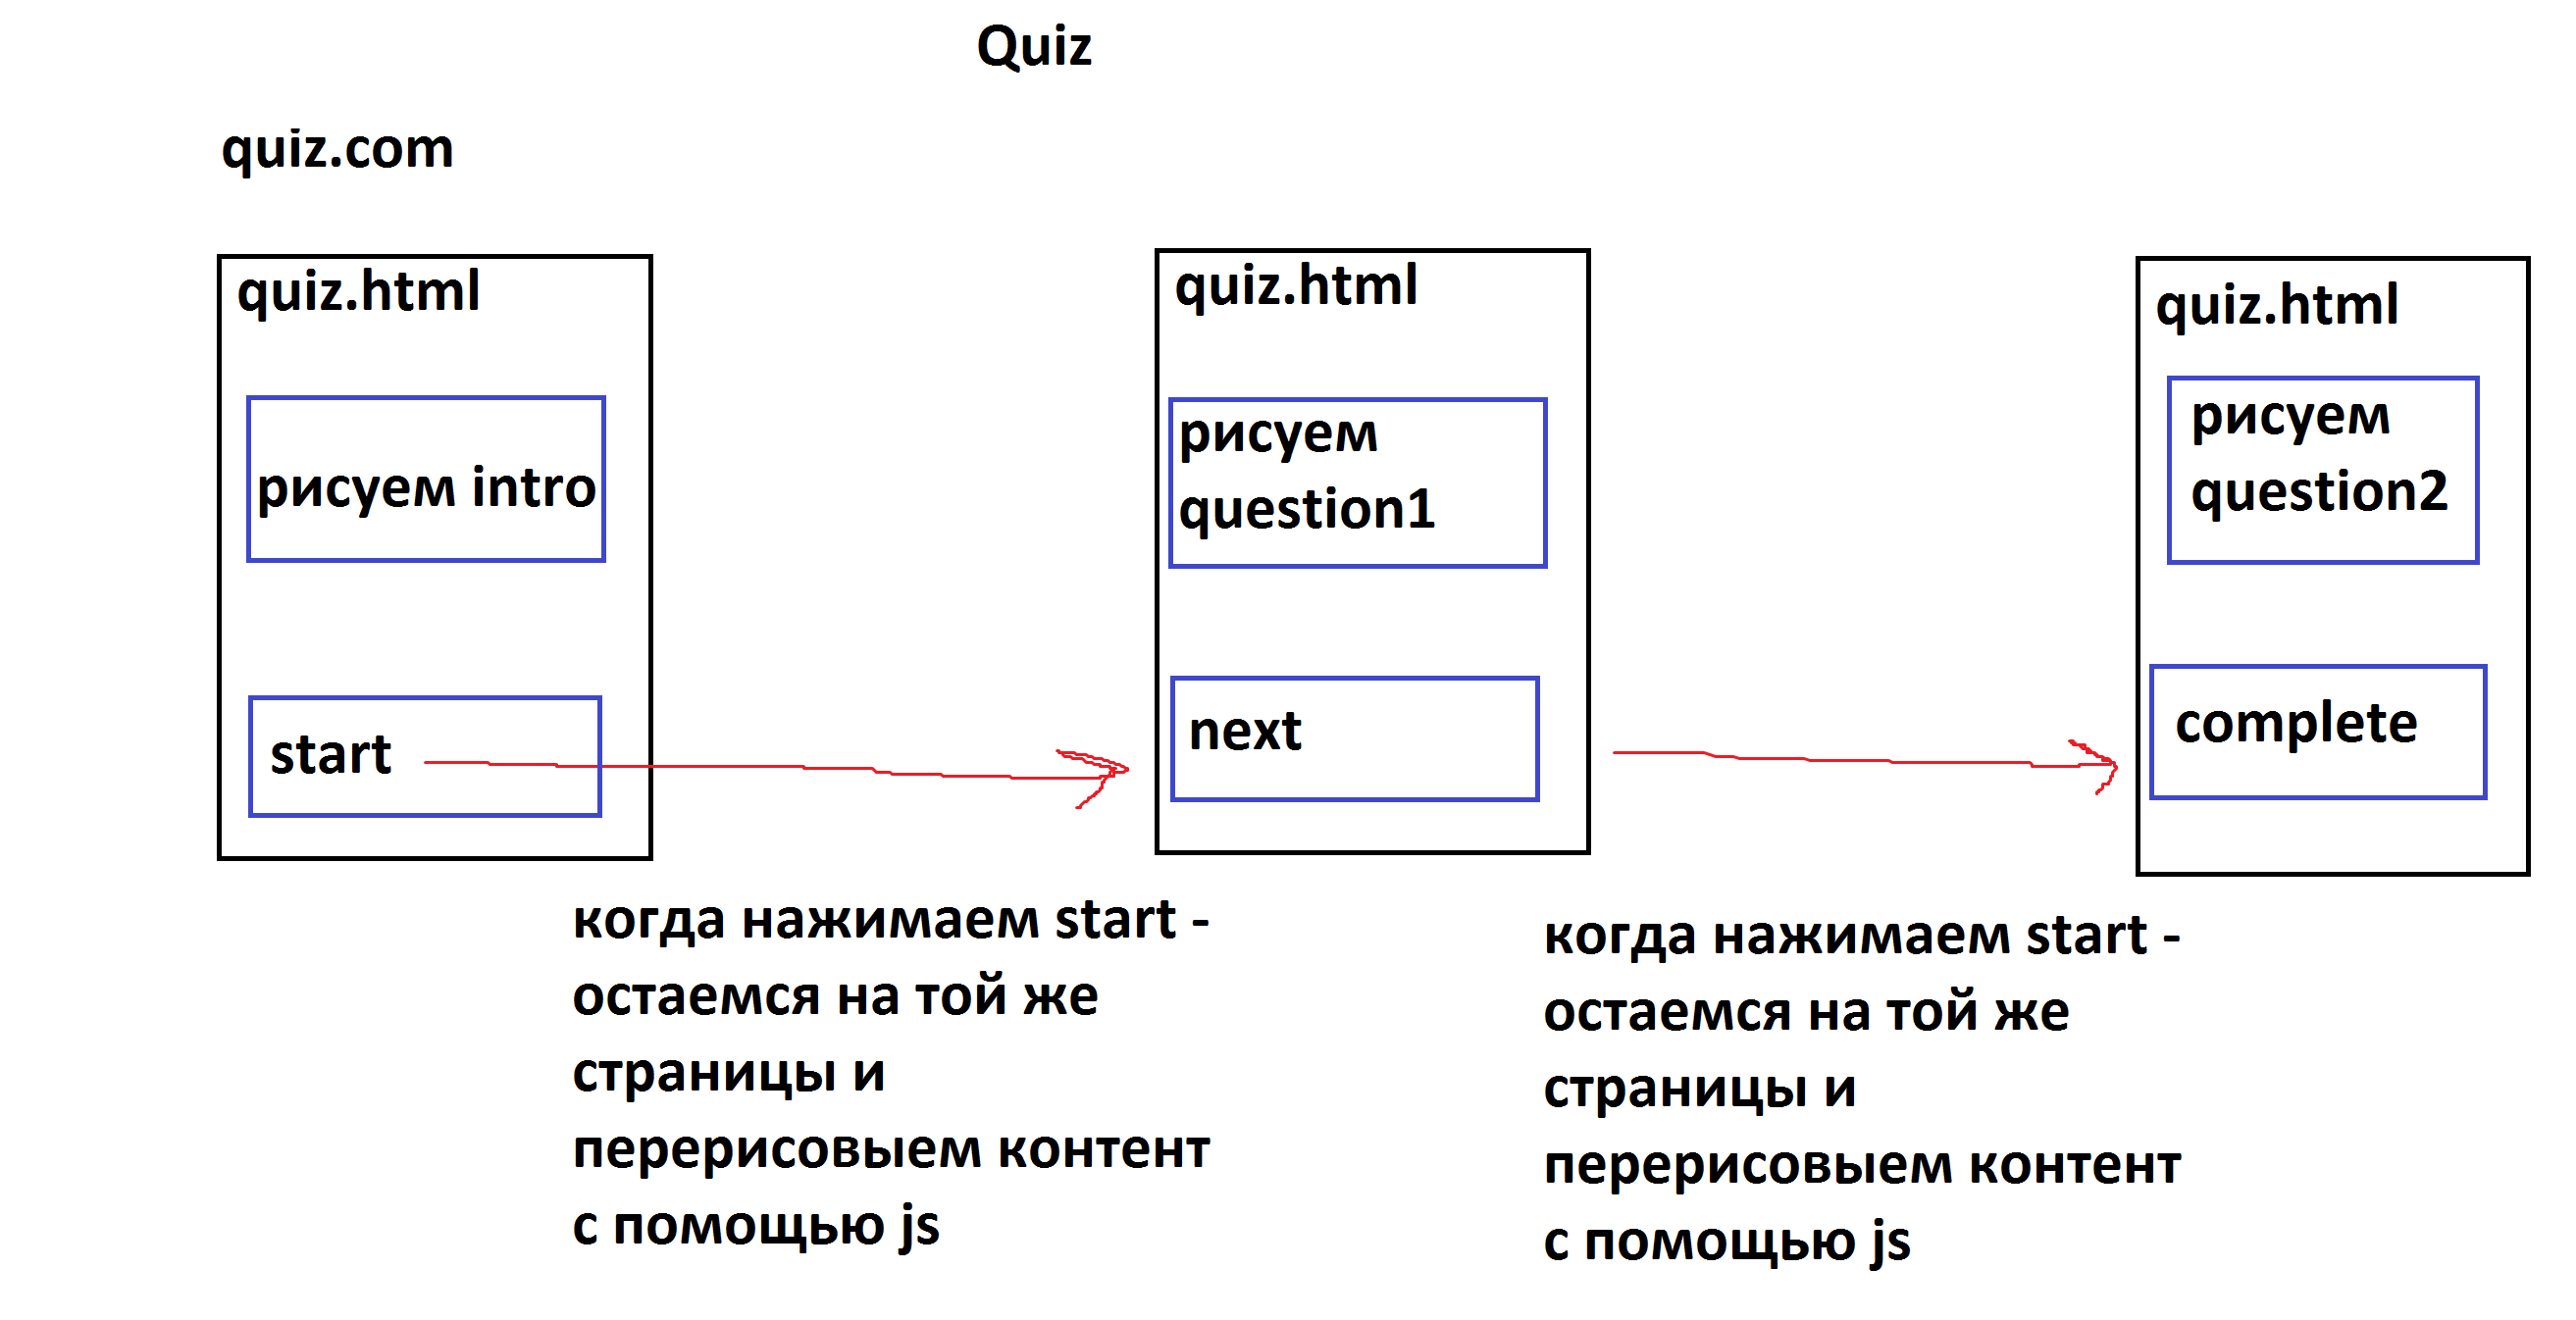 Quiz
quiz.com
quiz.html
рисуем intro
start
quiz.html
рисуем
question1
next
quiz.html
рисуем
question2
complete
когда нажимаем start -
остаемся на той же
страницы и
перерисовыем контент
с помощью js
когда нажимаем start -
остаемся на той же
страницы и
перерисовыем контент
с помощью js